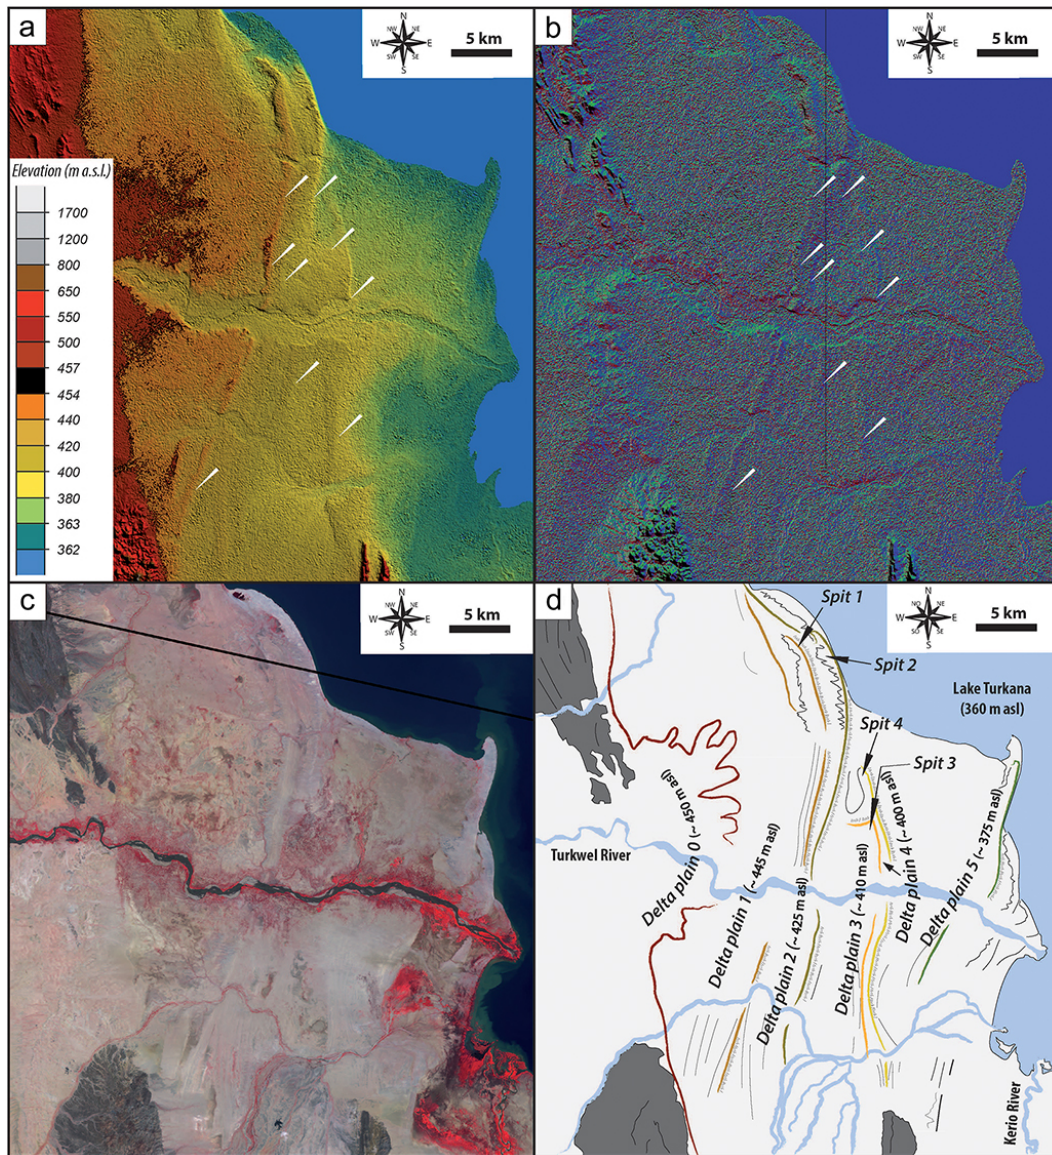 a
N
NW
NE
W
E
SW
SE
S
5 km
Elevation (m a.s.l.)
1700
1200
800
650
550
500
457
454
440
420
400
380
363
362
b
N
NW
NE
W
E
SW
SE
S
5 km
c
N
NW
NE
W
E
SW
SE
S
5 km
d
N
NO
NE
W
E
SO
SE
S
5 km
Spit 1
Spit 2
Lake Turkana
(360 m asl)
Spit 4
Spit 3
Turkwel River
Delta plain 0 (~ 450 m asl)
Delta plain 1 (~ 445 m asl)
Delta plain 2 (~ 425 m asl)
Delta plain 3 (~ 410 m asl)
Delta plain 4 (~ 400 m asl)
Delta plain 5 (~ 375 m asl)
Kerio River